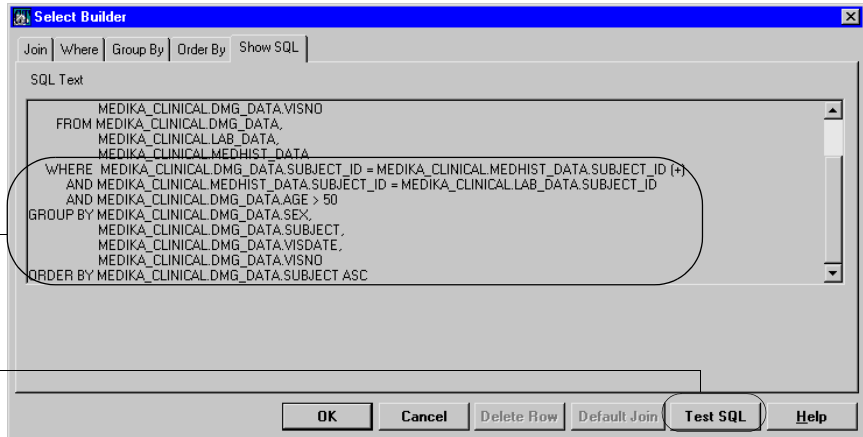 Select Builder
Join Where Group By Order By Show SQL
SQL Text
MEDIKA_CLINICAL.DMG_DATA.VISNO
FROM MEDIKA_CLINICAL.DMG_DATA,
MEDIKA_CLINICAL.LAB_DATA,
MEDIKA_CLINICAL.MEDHIST_DATA
WHERE MEDIKA_CLINICAL.DMG_DATA.SUBJECT_ID = MEDIKA_CLINICAL.MEDHIST_DATA.SUBJECT_ID (+)
AND MEDIKA_CLINICAL.MEDHIST_DATA.SUBJECT_ID = MEDIKA_CLINICAL.LAB_DATA.SUBJECT_ID
AND MEDIKA_CLINICAL.DMG_DATA.AGE > 50
GROUP BY MEDIKA_CLINICAL.DMG_DATA.SEX,
MEDIKA_CLINICAL.DMG_DATA.SUBJECT,
MEDIKA_CLINICAL.DMG_DATA.VISDATE,
MEDIKA_CLINICAL.DMG_DATA.VISNO
ORDER BY MEDIKA_CLINICAL.DMG_DATA.SUBJECT ASC
OK Cancel Delete Row Default Join Test SQL Help